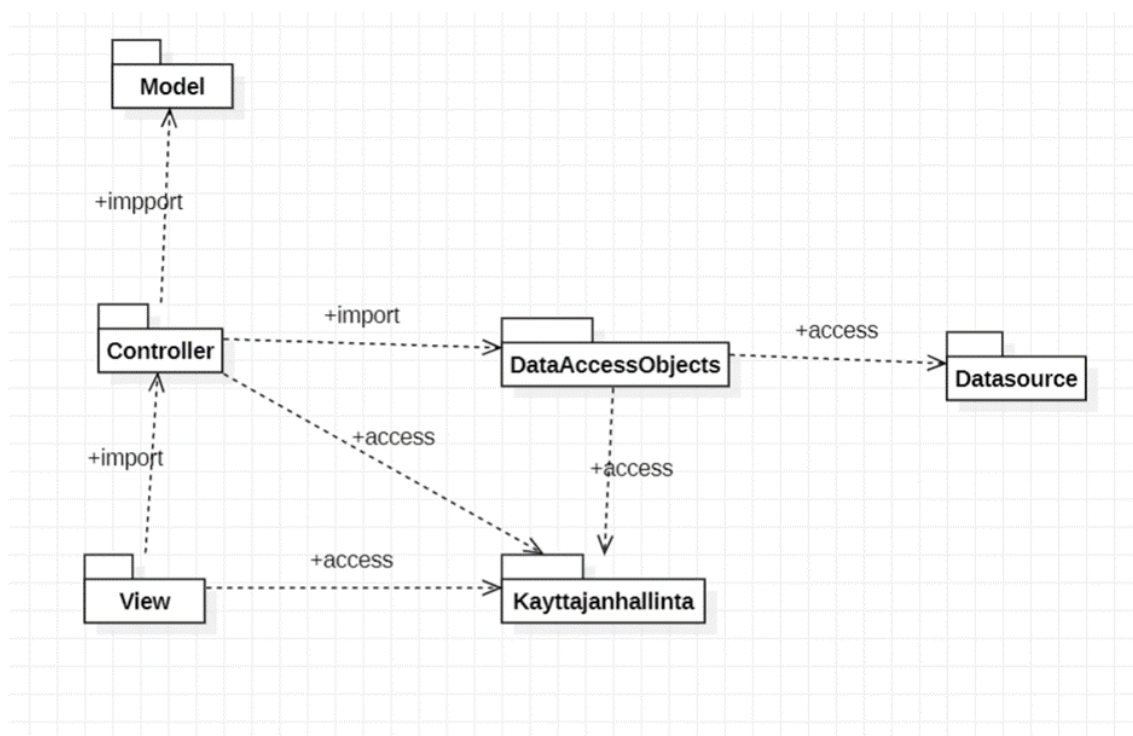 Model
+impport
Controller
+import
DataAccessObjects
+access
Datasource
+import
+access
+access
View
+access
Kayttajanhallinta